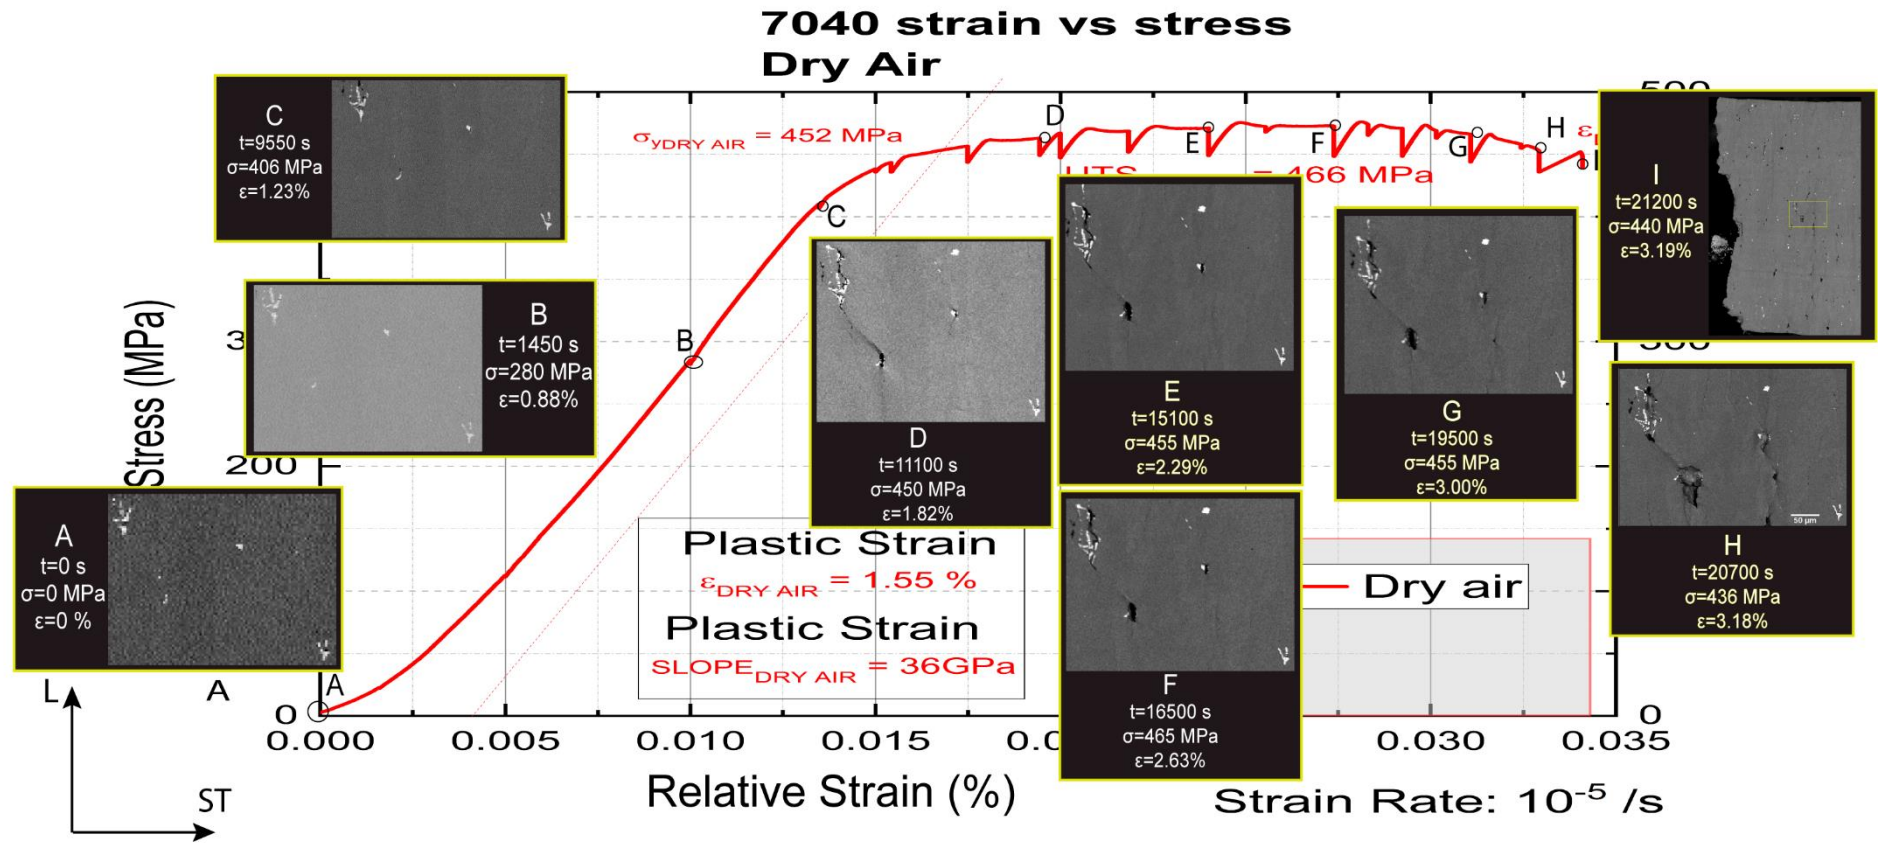 7040 strain vs stress
Dry Air
C
t=9550 s
σ=406 MPa
ε=1.23%
σyDRY AIR = 452 MPa
D
E
F
G
H
UTS
= 466 MPa
C
I
t=21200 s
σ=440 MPa
ε=3.19%
B
t=1450 s
σ=280 MPa
ε=0.88%
B
Stress (MPa)
200
0
A
t=0 s
σ=0 MPa
ε=0 %
A
A
L
ST
D
t=11100 s
σ=450 MPa
ε=1.82%
E
t=15100 s
σ=455 MPa
ε=2.29%
G
t=19500 s
σ=455 MPa
ε=3.00%
50 µm
H
t=20700 s
σ=436 MPa
ε=3.18%
F
t=16500 s
σ=465 MPa
ε=2.63%
Plastic Strain
εDRY AIR = 1.55 %
Plastic Strain
SLOPEDRY AIR = 36GPa
Dry air
0
0.000 0.005 0.010 0.015 0.030 0.035
Relative Strain (%)
Strain Rate: 10⁻⁵ /s